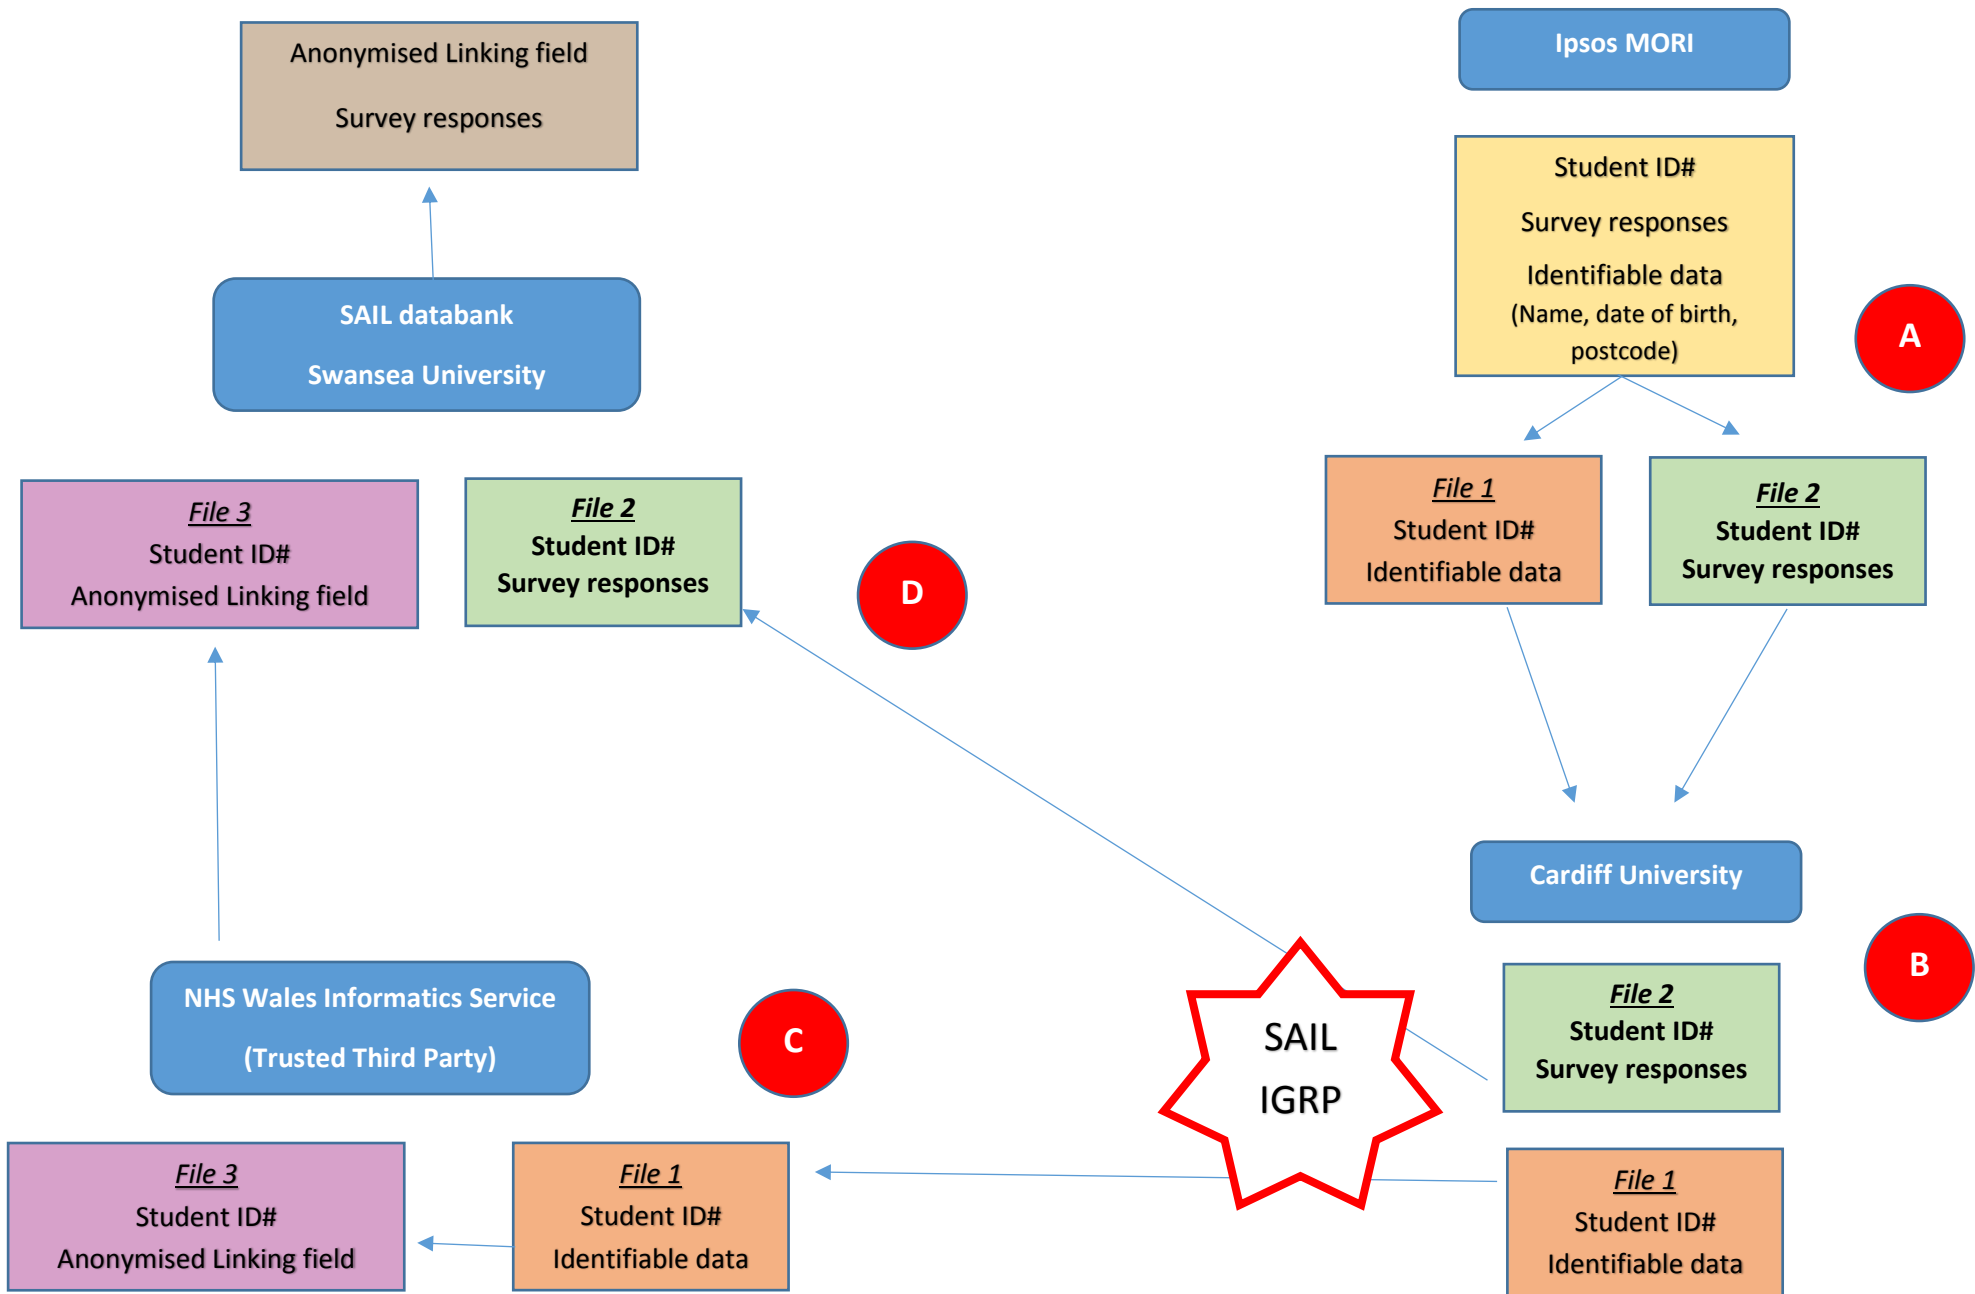 Anonymised Linking field
Survey responses
SAIL databank
Swansea University
File 3
Student ID#
Anonymised Linking field
File 2
Student ID#
Survey responses
D
Ipsos MORI
Student ID#
Survey responses
Identifiable data
(Name, date of birth,
postcode)
A
File 1
Student ID#
Identifiable data
File 2
Student ID#
Survey responses
Cardiff University
B
File 2
Student ID#
Survey responses
File 1
Student ID#
Identifiable data
SAIL
IGRP
NHS Wales Informatics Service
(Trusted Third Party)
C
File 3
Student ID#
Anonymised Linking field
File 1
Student ID#
Identifiable data